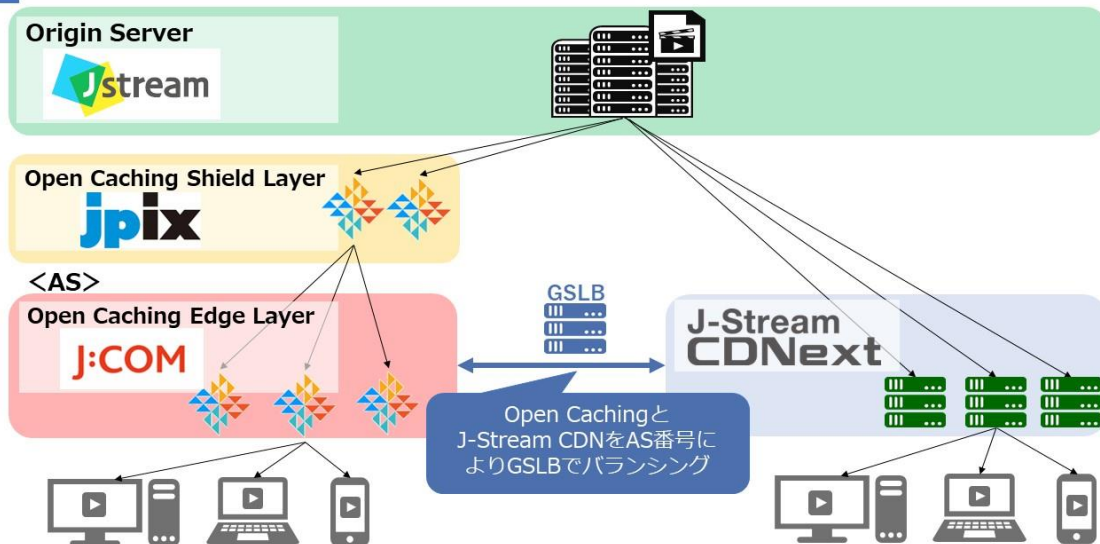 Origin Server
Jstream
Open Caching Shield Layer
jpix
<AS>
Open Caching Edge Layer
J:COM
GSLB
J-Stream
CDNext
Open Cachingと
J-Stream CDNをAS番号に
よりGSLBでバランシング